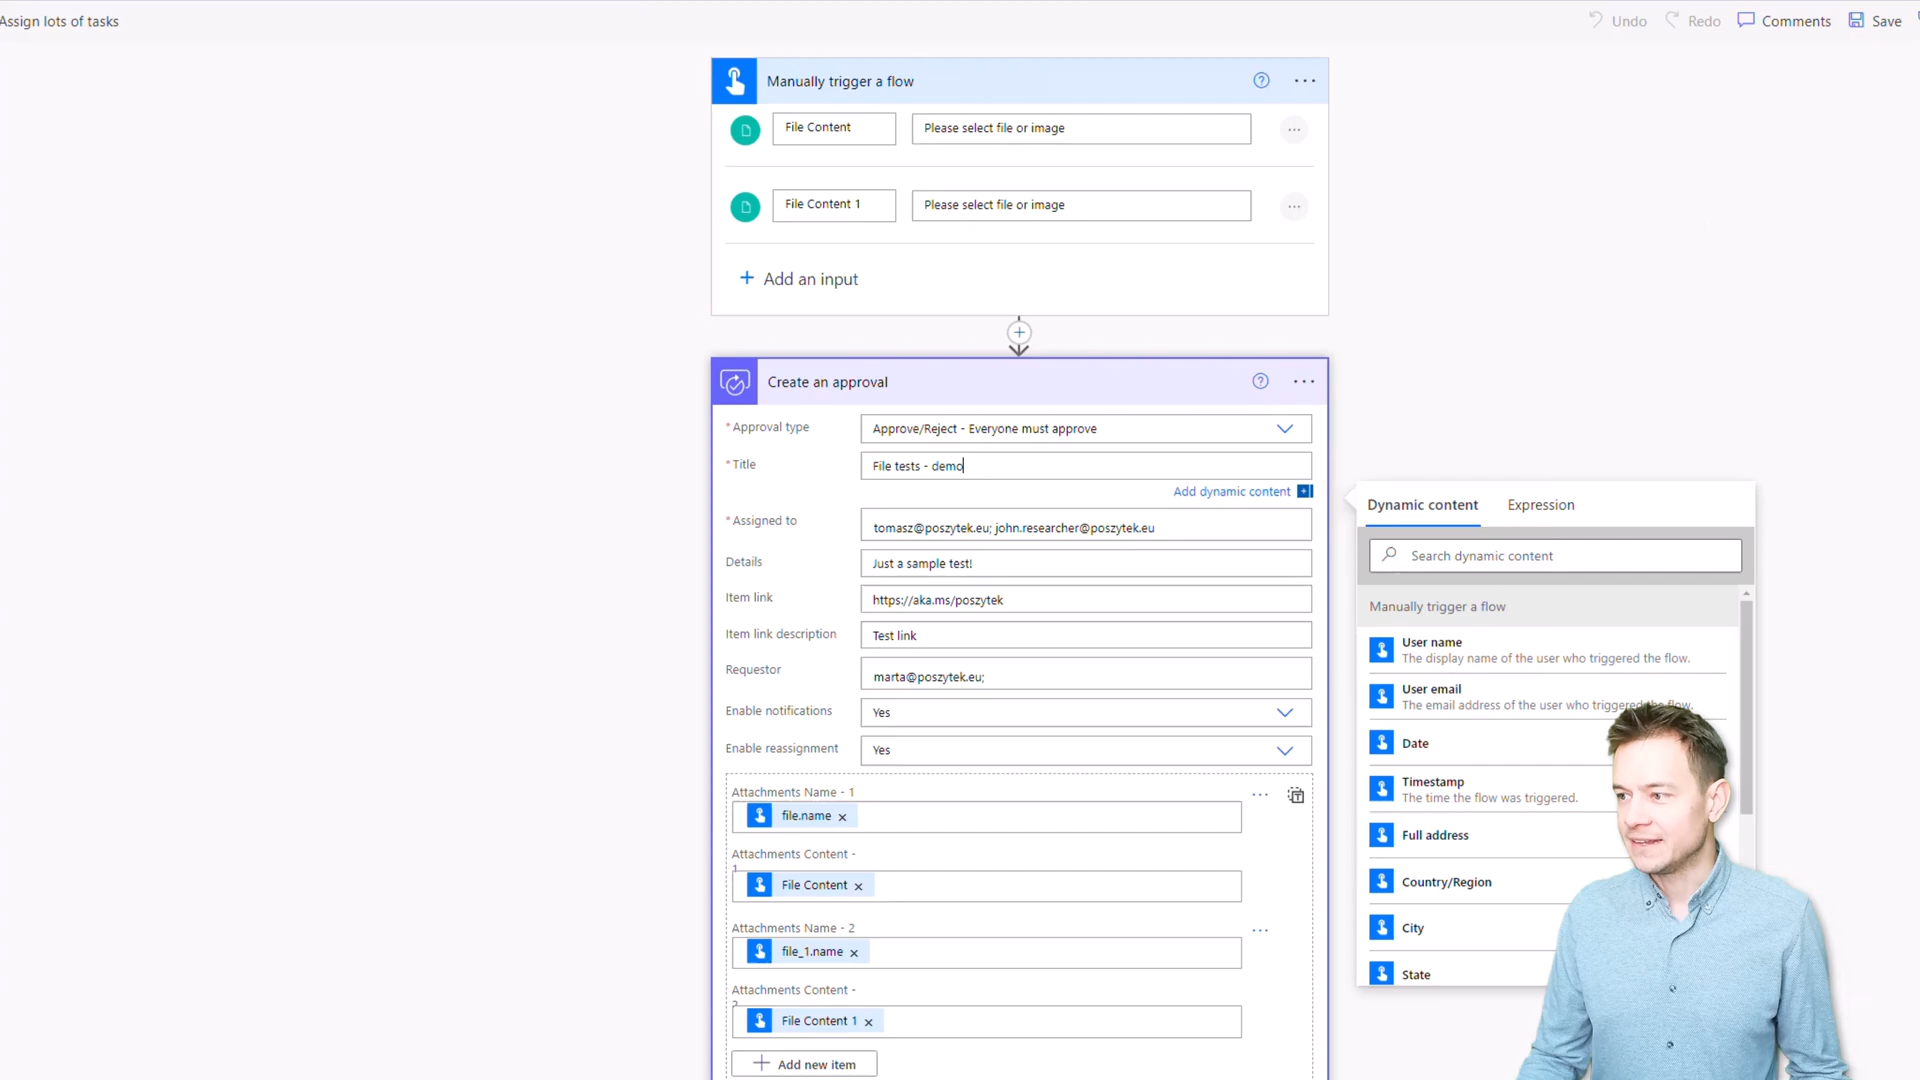 Assign lots of tasks
Undo
Redo
Comments
Save
Manually trigger a flow
File Content
Please select file or image
File Content 1
Please select file or image
Add an input
Create an approval
* Approval type
Approve/Reject - Everyone must approve
* Title
File tests - demo
Add dynamic content
* Assigned to
tomasz@poszytek.eu; john.researcher@poszytek.eu
Details
Just a sample test!
Item link
https://aka.ms/poszytek
Item link description
Test link
Requestor
marta@poszytek.eu;
Enable notifications
Yes
Enable reassignment
Yes
Attachments Name - 1
file.name
Attachments Content -
1
File Content
Attachments Name - 2
file_1.name
Attachments Content -
2
File Content 1
Add new item
Dynamic content
Expression
Search dynamic content
Manually trigger a flow
User name
The display name of the user who triggered the flow.
User email
The email address of the user who triggered the flow.
Date
Timestamp
The time the flow was triggered.
Full address
Country/Region
City
State